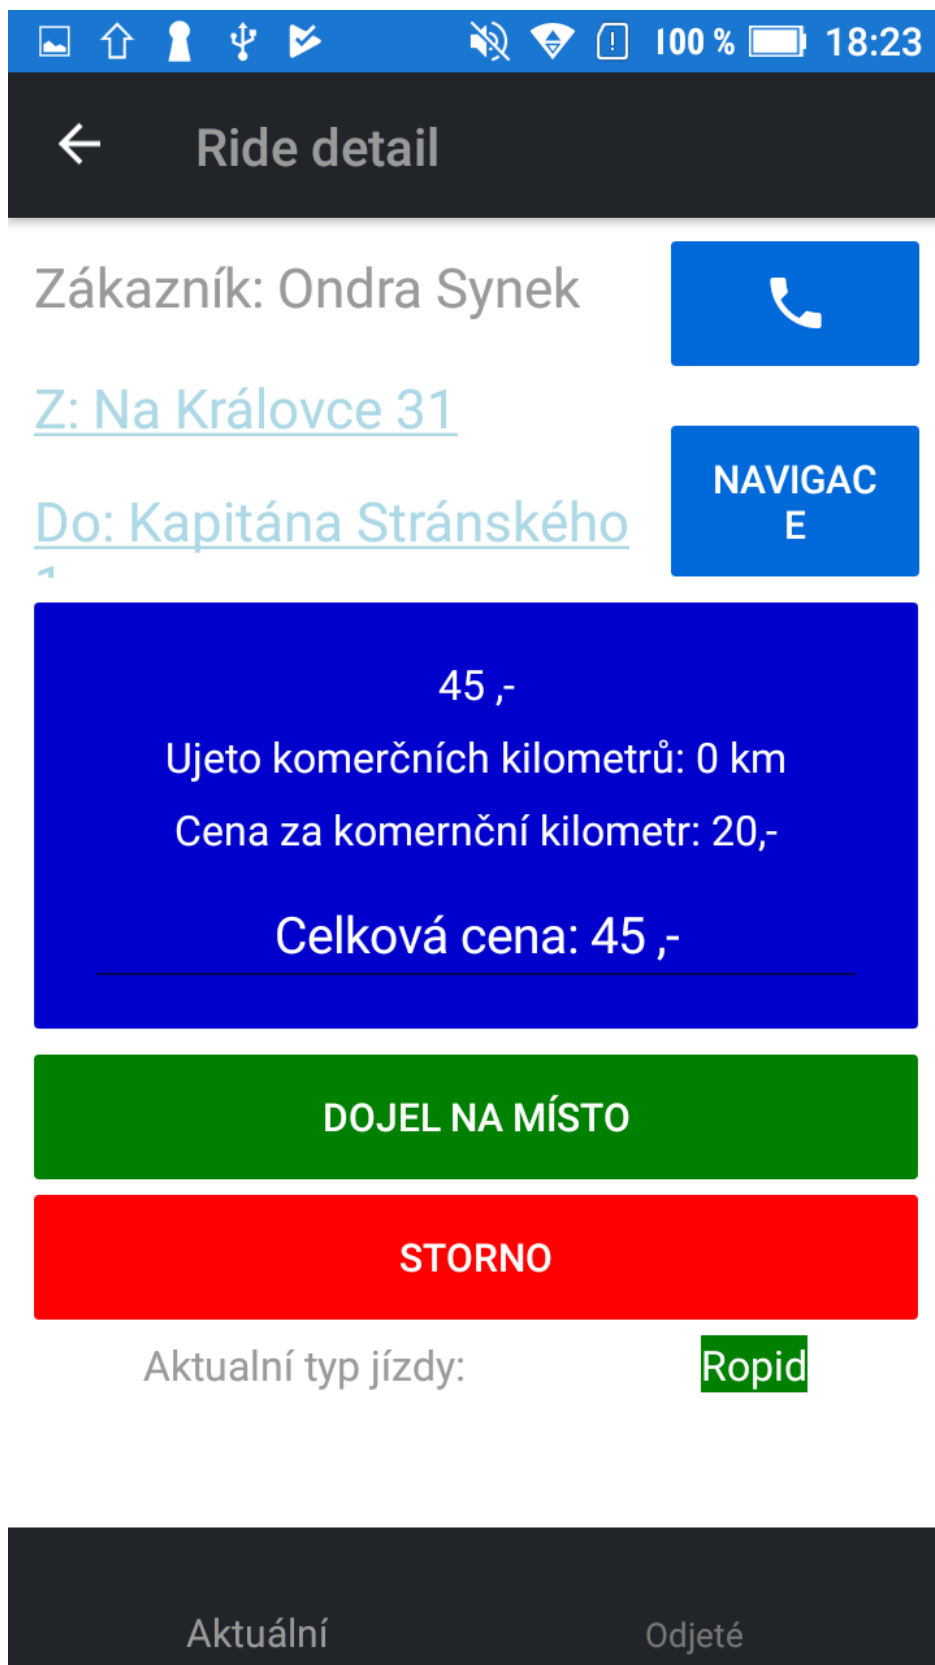 100 % 18:23
Ride detail
Zákazník: Ondra Synek
Z: Na Královce 31
Do: Kapitána Stránského
NAVIGAC
E
45 ,-
Ujeto komerčních kilometrů: 0 km
Cena za komernční kilometr: 20,-
Celková cena: 45 ,-
DOJEL NA MÍSTO
STORNO
Aktualní typ jízdy: Ropid
Aktuální Odjeté